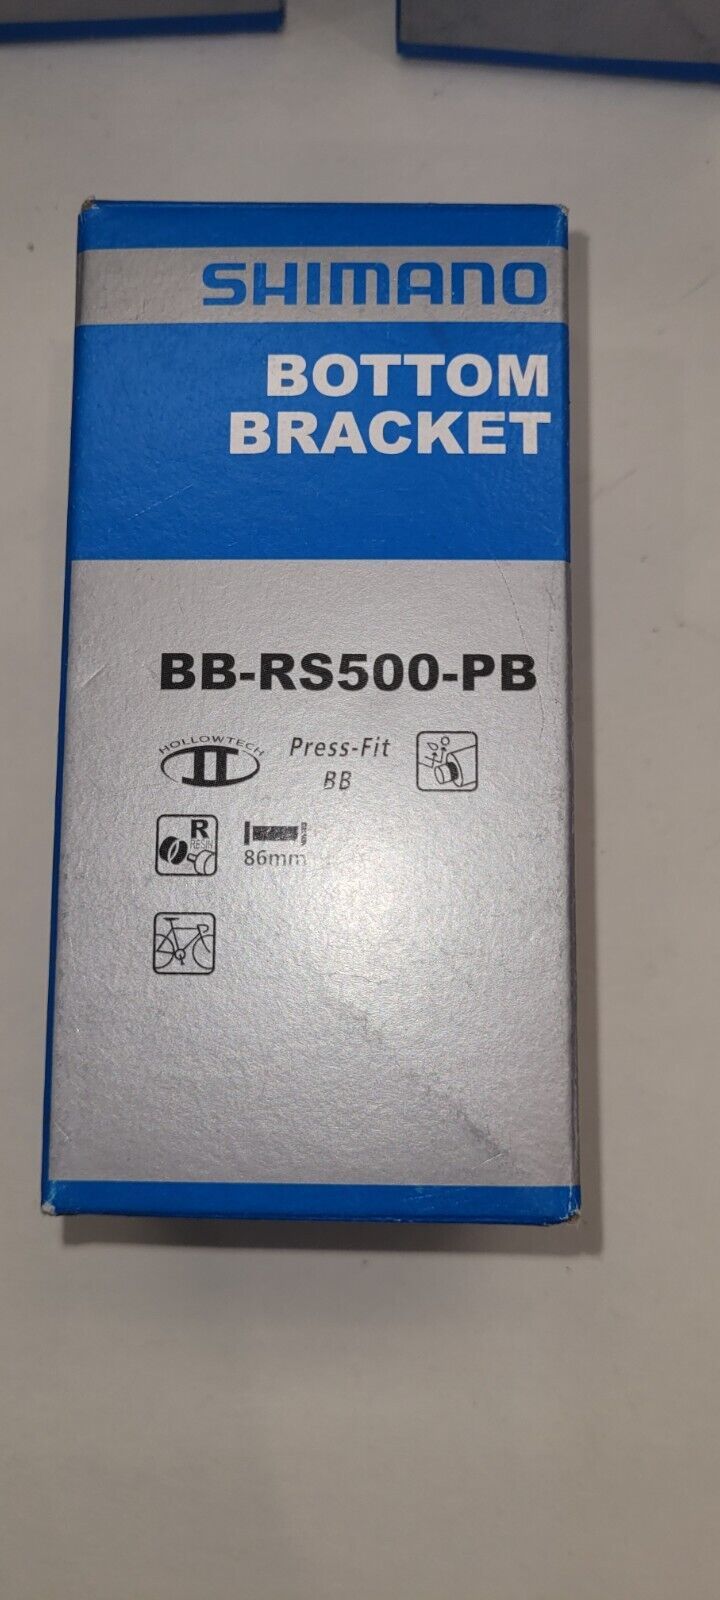 SHIMANO
BOTTOM
BRACKET
BB-RS500-PB
HOLLOWTECH
II
Press-Fit
BB
R
RESIN
86mm